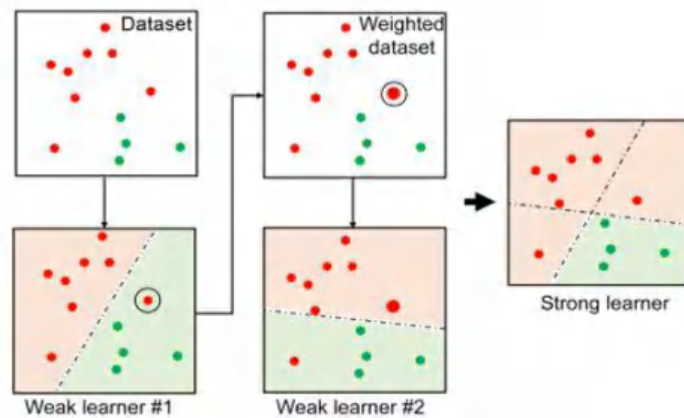 Dataset
Weighted
dataset
Weak learner #1
Weak learner #2
Strong learner